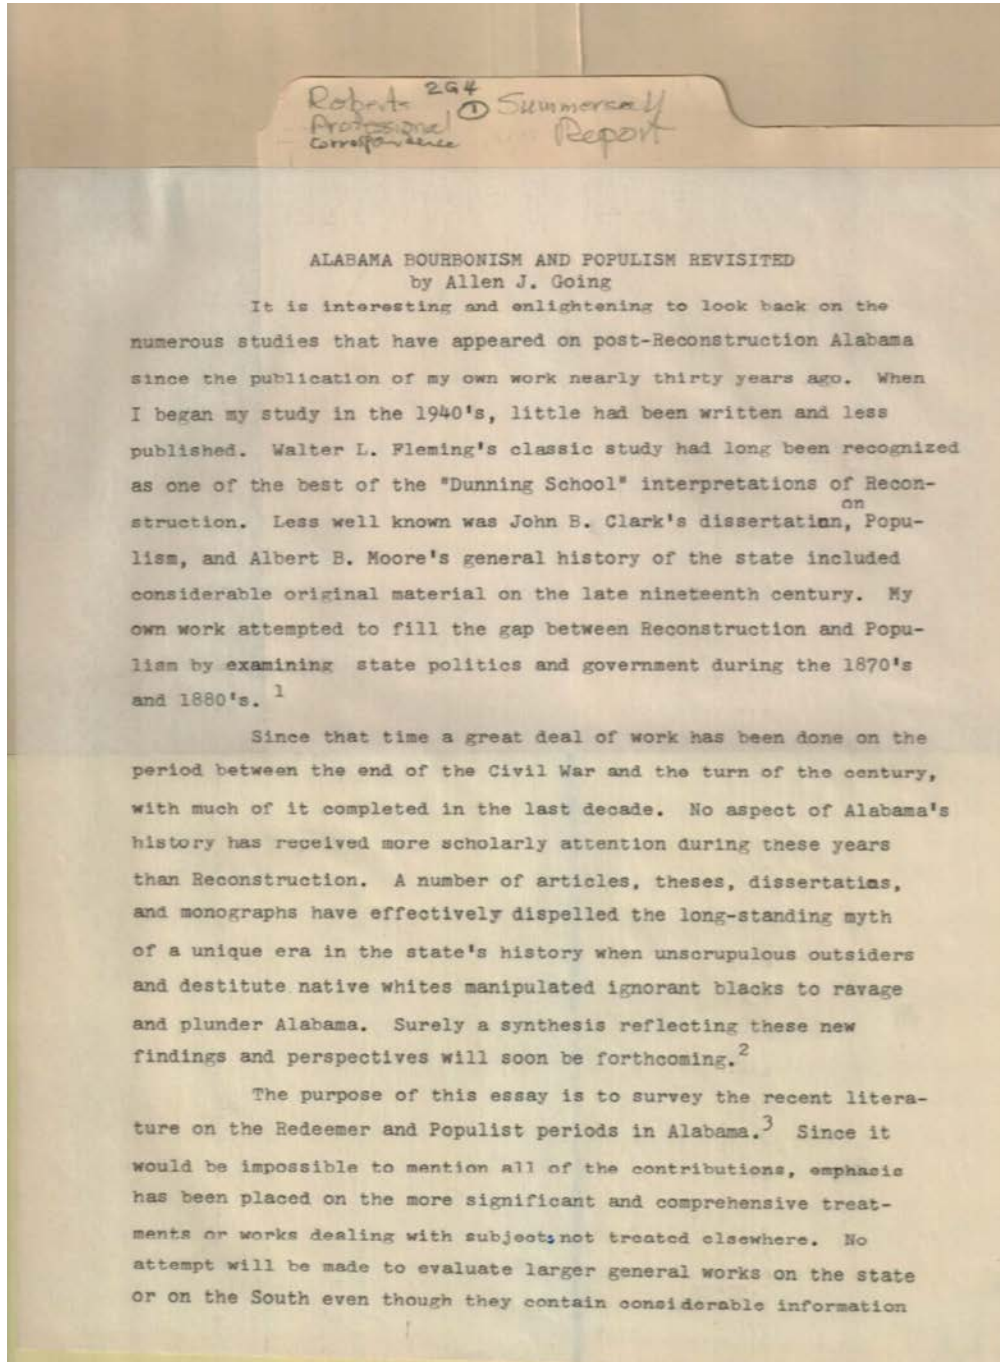 Roberts 2G4 ① Summersell
Professional Report
Correspondence
ALABAMA BOURBONISM AND POPULISM REVISITED
by Allen J. Going
It is interesting and enlightening to look back on the
numerous studies that have appeared on post-Reconstruction Alabama
since the publication of my own work nearly thirty years ago. When
I began my study in the 1940's, little had been written and less
published. Walter L. Fleming's classic study had long been recognized
as one of the best of the "Dunning School" interpretations of Recon-
on
struction. Less well known was John B. Clark's dissertation, Popu-
lism, and Albert B. Moore's general history of the state included
considerable original material on the late nineteenth century. My
own work attempted to fill the gap between Reconstruction and Popu-
lism by examining state politics and government during the 1870's
and 1880's. 1
Since that time a great deal of work has been done on the
period between the end of the Civil War and the turn of the century,
with much of it completed in the last decade. No aspect of Alabama's
history has received more scholarly attention during these years
than Reconstruction. A number of articles, theses, dissertatins,
and monographs have effectively dispelled the long-standing myth
of a unique era in the state's history when unscrupulous outsiders
and destitute native whites manipulated ignorant blacks to ravage
and plunder Alabama. Surely a synthesis reflecting these new
findings and perspectives will soon be forthcoming.2
The purpose of this essay is to survey the recent litera-
ture on the Redeemer and Populist periods in Alabama.3 Since it
would be impossible to mention all of the contributions, emphasis
has been placed on the more significant and comprehensive treat-
ments or works dealing with subjects not treated elsewhere. No
attempt will be made to evaluate larger general works on the state
or on the South even though they contain considerable information